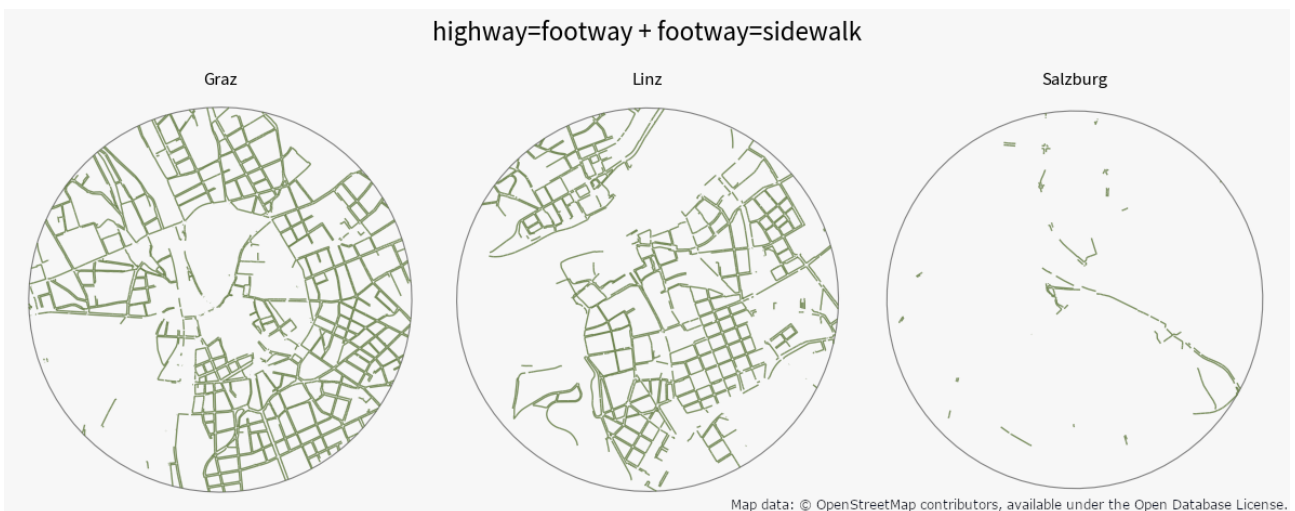 highway=footway + footway=sidewalk
Graz
Linz
Salzburg
Map data: © OpenStreetMap contributors, available under the Open Database License.